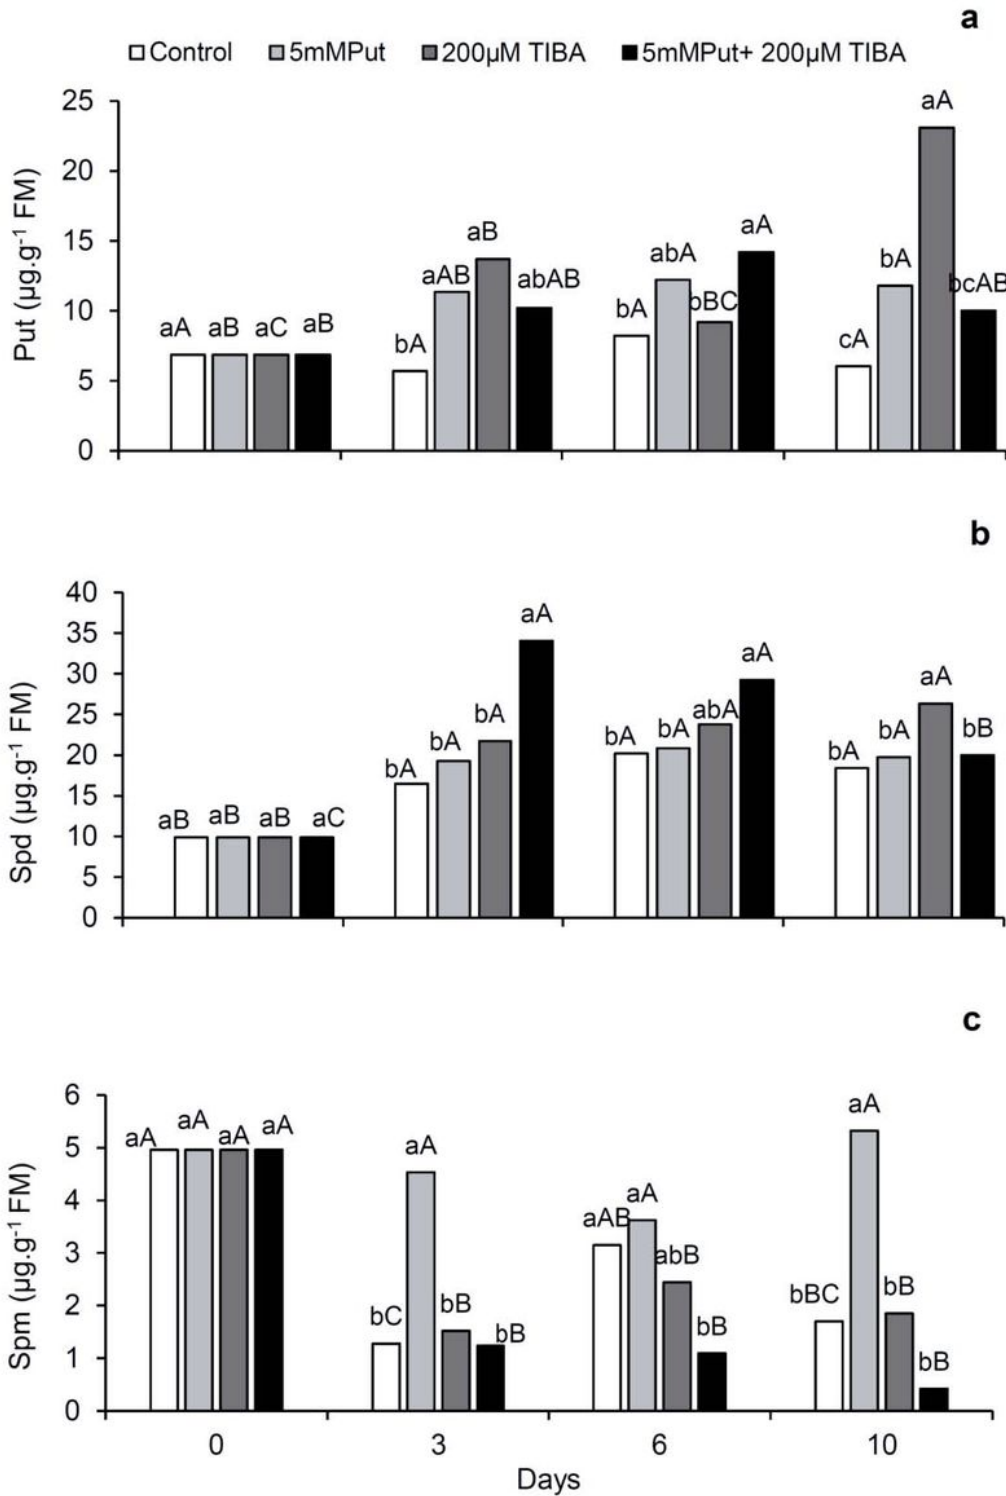 a
Control 5mMPut 200µM TIBA 5mMPut+ 200µM TIBA
25
20
15
10
5
0
Put (µg.g⁻¹ FM)
aA aB aC aB
bA aAB aB abAB
bA abA bBC aA
cA bA aA bcAB
b
40
35
30
25
20
15
10
5
0
Spd (µg.g⁻¹ FM)
aB aB aB aC
bA bA bA aA
bA bA abA aA
bA bA aA bB
c
6
5
4
3
2
1
0
Spm (µg.g⁻¹ FM)
aA aA aA aA
bC aA bB bB
aAB aA abB bB
bBC aA bB bB
0 3 6 10
Days